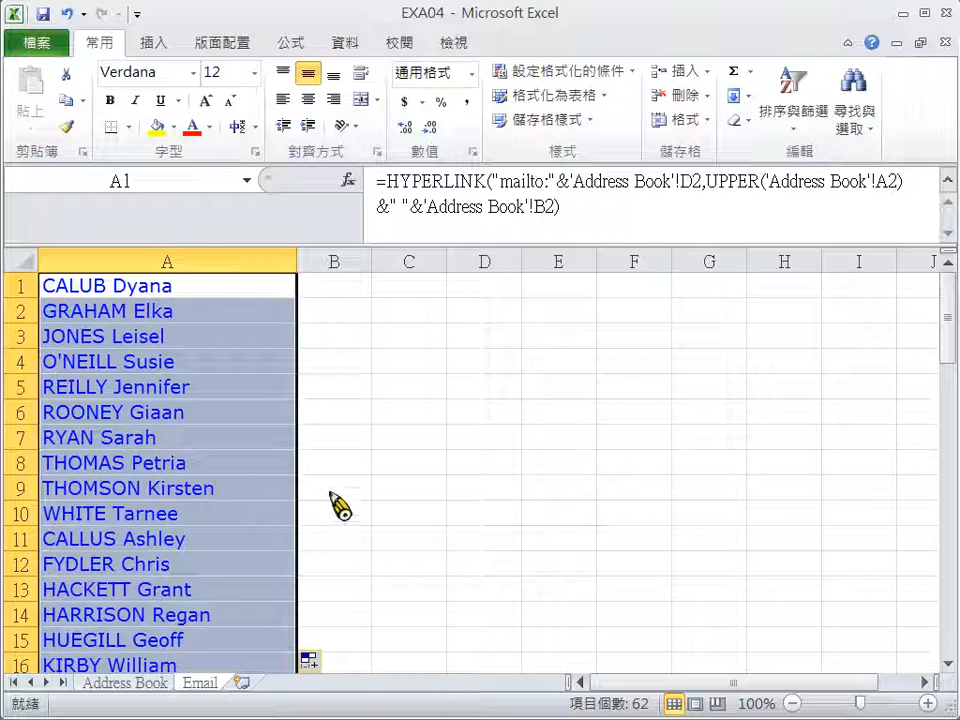 EXA04 - Microsoft Excel
檔案 常用 插入 版面配置 公式 資料 校閱 檢視
貼上
剪貼簿
Verdana 12
B I U A A
A 中
字型
對齊方式
通用格式
$ % ,
.00 .0
數值
設定格式化的條件
格式化為表格
儲存格樣式
樣式
插入
刪除
格式
儲存格
Σ
排序與篩選 尋找與
選取
編輯
A1 fx =HYPERLINK("mailto:"&'Address Book'!D2,UPPER('Address Book'!A2)
&" "&'Address Book'!B2)
A B C D E F G H I J
1 CALUB Dyana
2 GRAHAM Elka
3 JONES Leisel
4 O'NEILL Susie
5 REILLY Jennifer
6 ROONEY Giaan
7 RYAN Sarah
8 THOMAS Petria
9 THOMSON Kirsten
10 WHITE Tarnee
11 CALLUS Ashley
12 FYDLER Chris
13 HACKETT Grant
14 HARRISON Regan
15 HUEGILL Geoff
16 KIRBY William
Address Book Email
就緒 項目個數: 62 100%